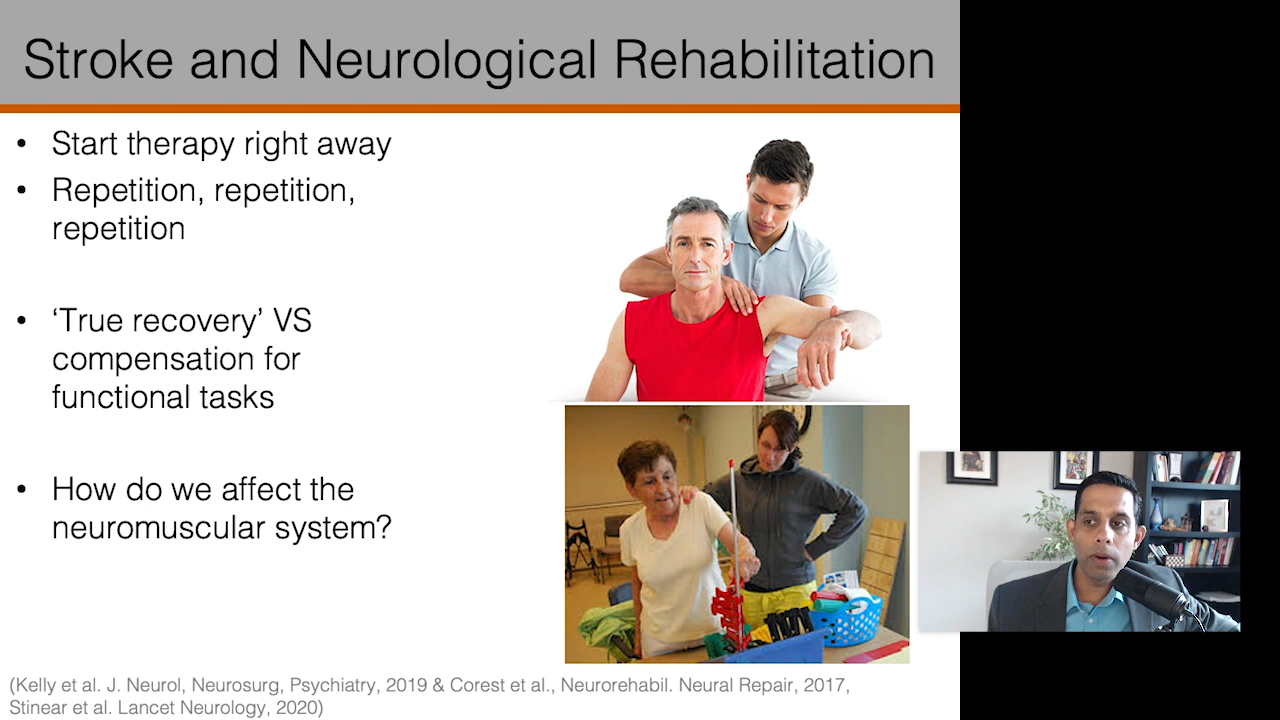 Stroke and Neurological Rehabilitation
• Start therapy right away
• Repetition, repetition,
repetition
• ‘True recovery’ VS
compensation for
functional tasks
• How do we affect the
neuromuscular system?
(Kelly et al. J. Neurol, Neurosurg, Psychiatry, 2019 & Corest et al., Neurorehabil. Neural Repair, 2017,
Stinear et al. Lancet Neurology, 2020)